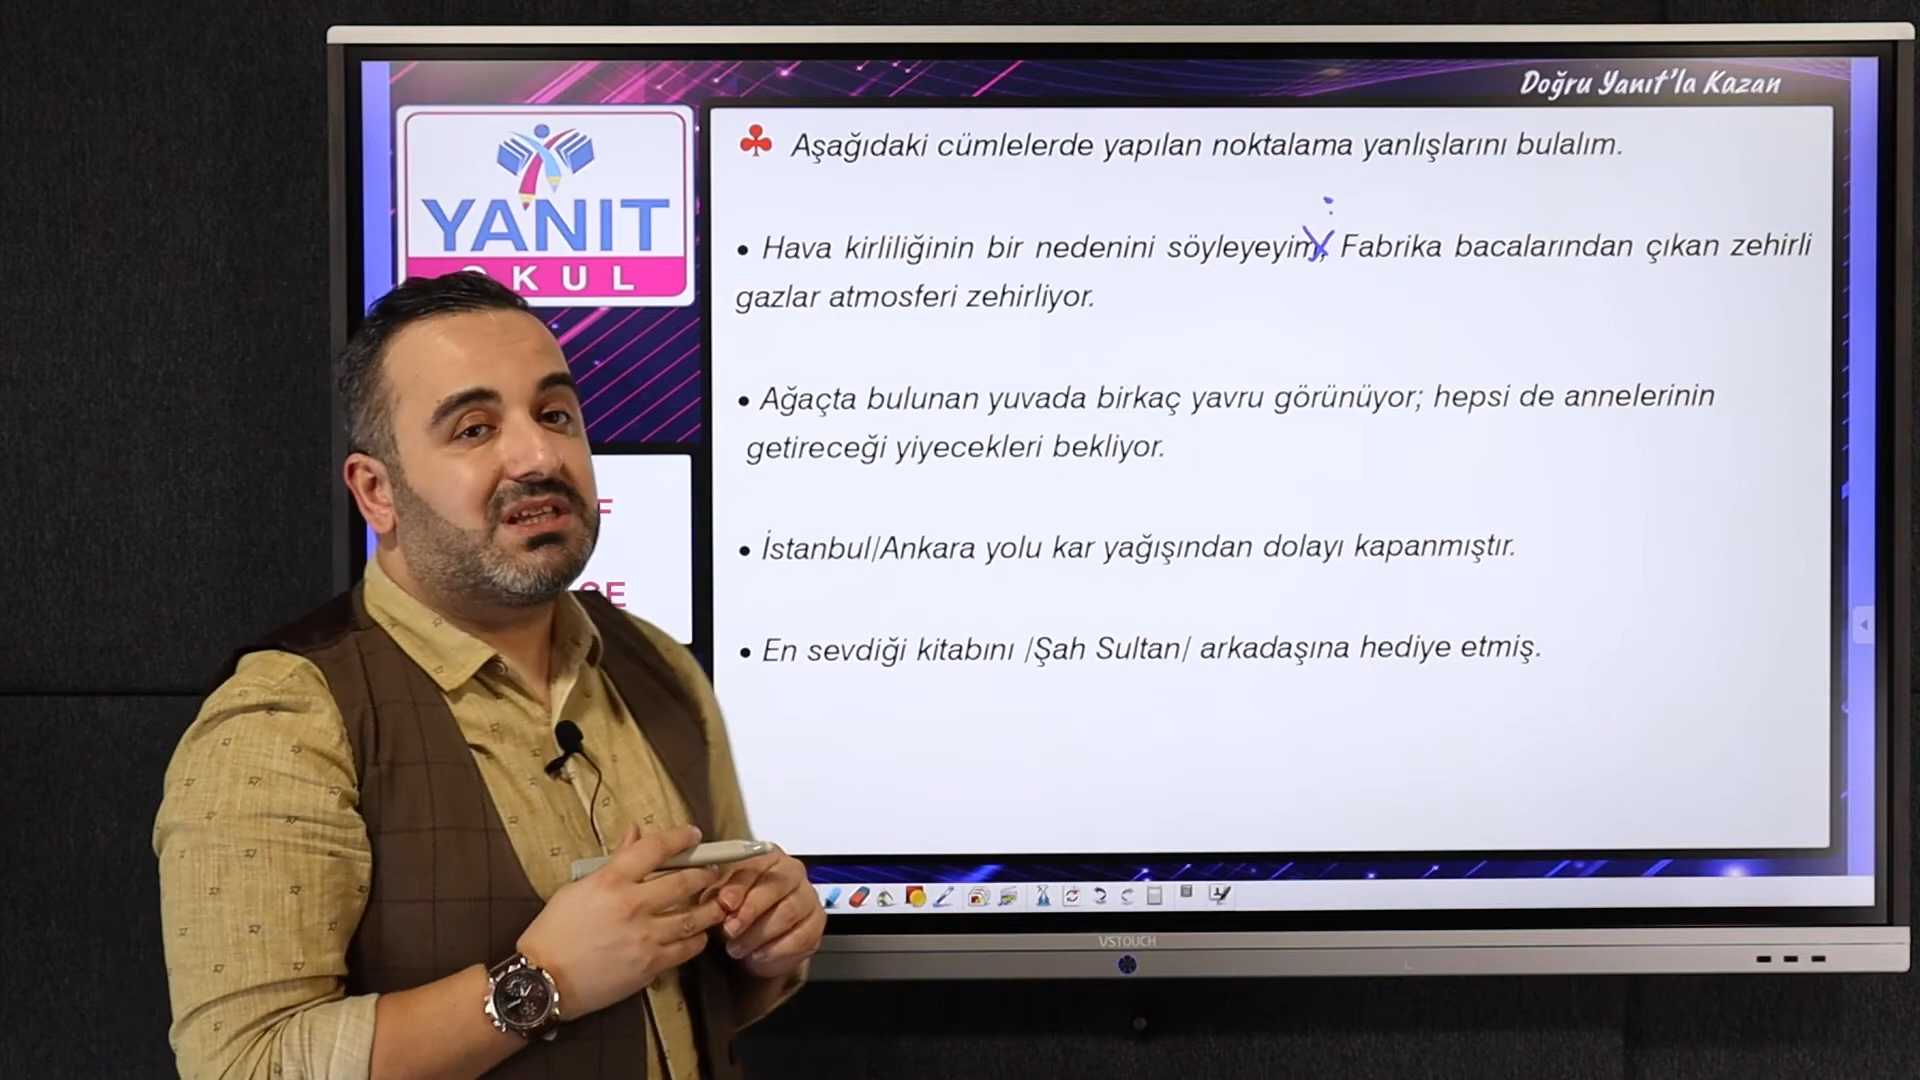 Doğru Yanıt'la Kazan
YANIT
OKUL
Aşağıdaki cümlelerde yapılan noktalama yanlışlarını bulalım.
• Hava kirliliğinin bir nedenini söyleyeyim; Fabrika bacalarından çıkan zehirli
gazlar atmosferi zehirliyor.
• Ağaçta bulunan yuvada birkaç yavru görünüyor; hepsi de annelerinin
getireceği yiyecekleri bekliyor.
• İstanbul/Ankara yolu kar yağışından dolayı kapanmıştır.
• En sevdiği kitabını /Şah Sultan/ arkadaşına hediye etmiş.
VSTOUCH